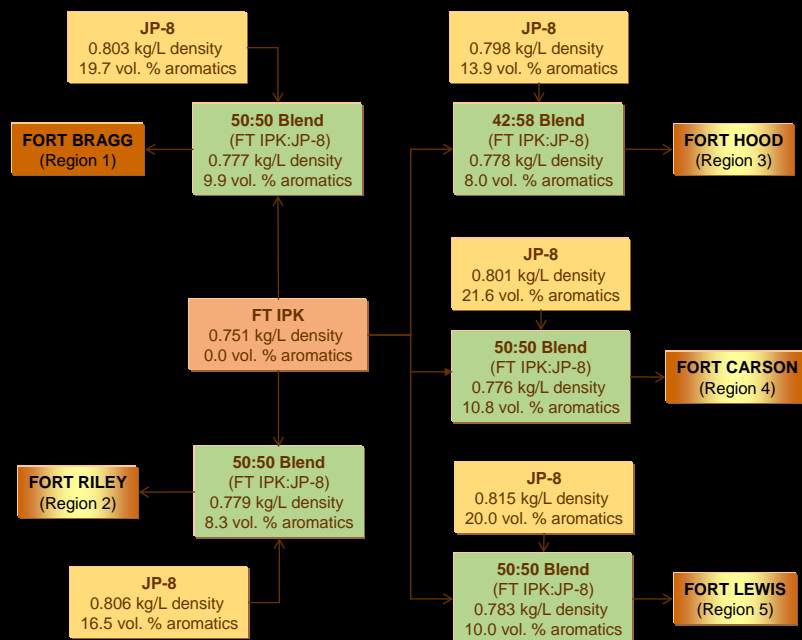 JP-8
0.803 kg/L density
19.7 vol. % aromatics
50:50 Blend
(FT IPK:JP-8)
0.777 kg/L density
9.9 vol. % aromatics
FORT BRAGG
(Region 1)
JP-8
0.798 kg/L density
13.9 vol. % aromatics
42:58 Blend
(FT IPK:JP-8)
0.778 kg/L density
8.0 vol. % aromatics
FORT HOOD
(Region 3)
FT IPK
0.751 kg/L density
0.0 vol. % aromatics
JP-8
0.801 kg/L density
21.6 vol. % aromatics
50:50 Blend
(FT IPK:JP-8)
0.776 kg/L density
10.8 vol. % aromatics
FORT CARSON
(Region 4)
50:50 Blend
(FT IPK:JP-8)
0.779 kg/L density
8.3 vol. % aromatics
FORT RILEY
(Region 2)
JP-8
0.806 kg/L density
16.5 vol. % aromatics
JP-8
0.815 kg/L density
20.0 vol. % aromatics
50:50 Blend
(FT IPK:JP-8)
0.783 kg/L density
10.0 vol. % aromatics
FORT LEWIS
(Region 5)